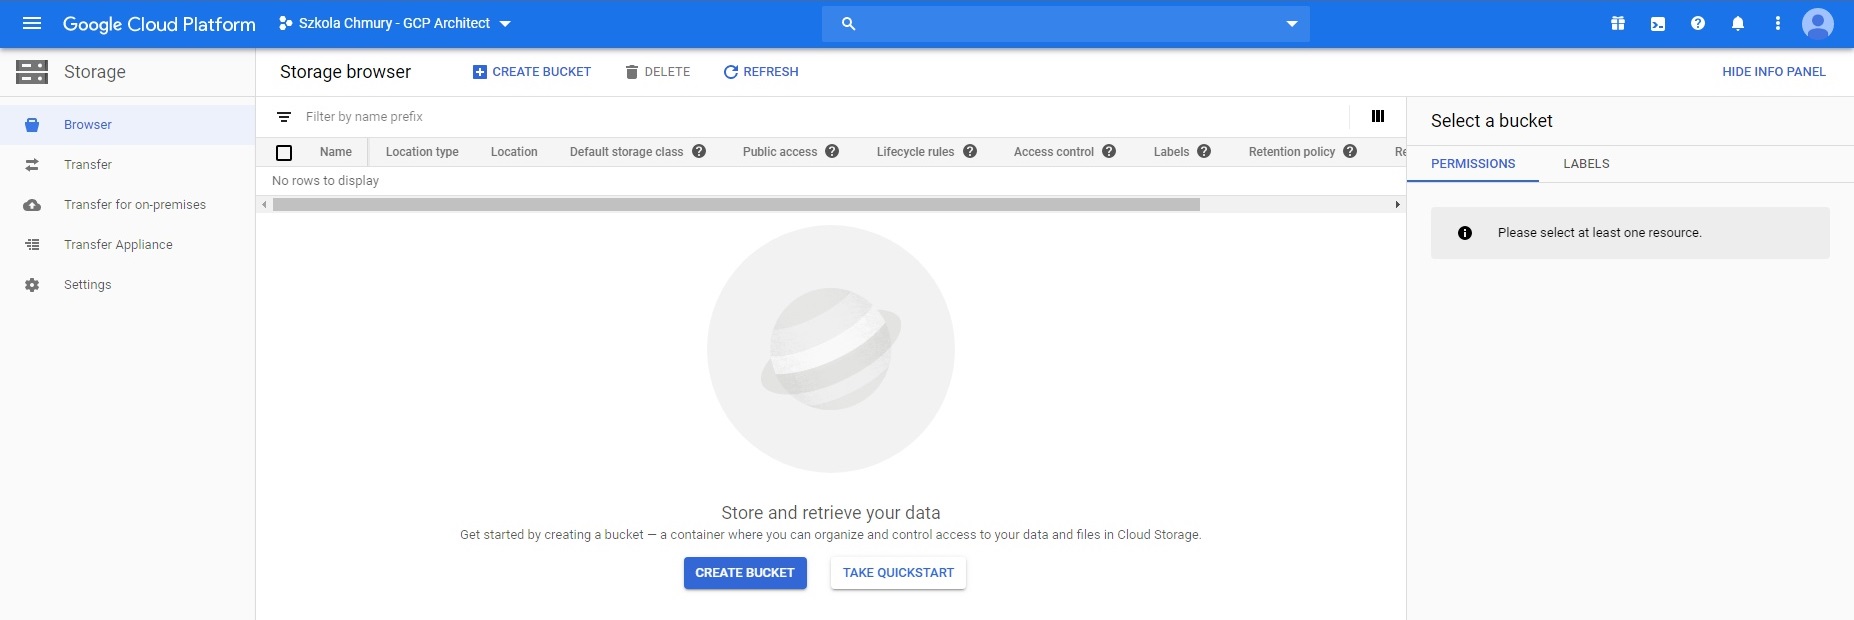 Google Cloud Platform
Szkola Chmury - GCP Architect
Storage
Storage browser
CREATE BUCKET
DELETE
REFRESH
HIDE INFO PANEL
Browser
Transfer
Transfer for on-premises
Transfer Appliance
Settings
Filter by name prefix
Name Location type Location Default storage class Public access Lifecycle rules Access control Labels Retention policy Re
No rows to display
Store and retrieve your data
Get started by creating a bucket — a container where you can organize and control access to your data and files in Cloud Storage.
CREATE BUCKET TAKE QUICKSTART
Select a bucket
PERMISSIONS LABELS
Please select at least one resource.